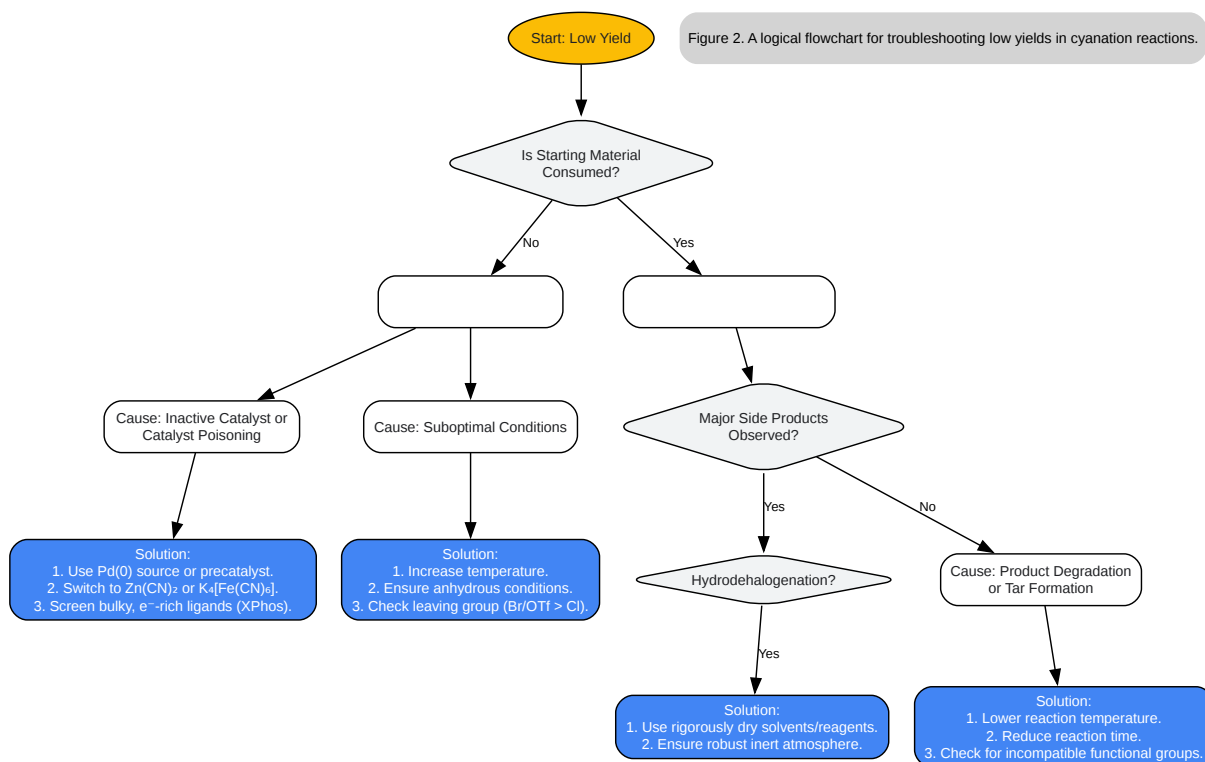 Start: Low Yield
Figure 2. A logical flowchart for troubleshooting low yields in cyanation reactions.
Is Starting Material
Consumed?
No
Yes
Cause: Inactive Catalyst or
Catalyst Poisoning
Cause: Suboptimal Conditions
Major Side Products
Observed?
Yes
No
Solution:
1. Use Pd(0) source or precatalyst.
2. Switch to Zn(CN)₂ or K₄[Fe(CN)₆].
3. Screen bulky, e⁻-rich ligands (XPhos).
Solution:
1. Increase temperature.
2. Ensure anhydrous conditions.
3. Check leaving group (Br/OTf > Cl).
Hydrodehalogenation?
Cause: Product Degradation
or Tar Formation
Yes
Solution:
1. Use rigorously dry solvents/reagents.
2. Ensure robust inert atmosphere.
Solution:
1. Lower reaction temperature.
2. Reduce reaction time.
3. Check for incompatible functional groups.